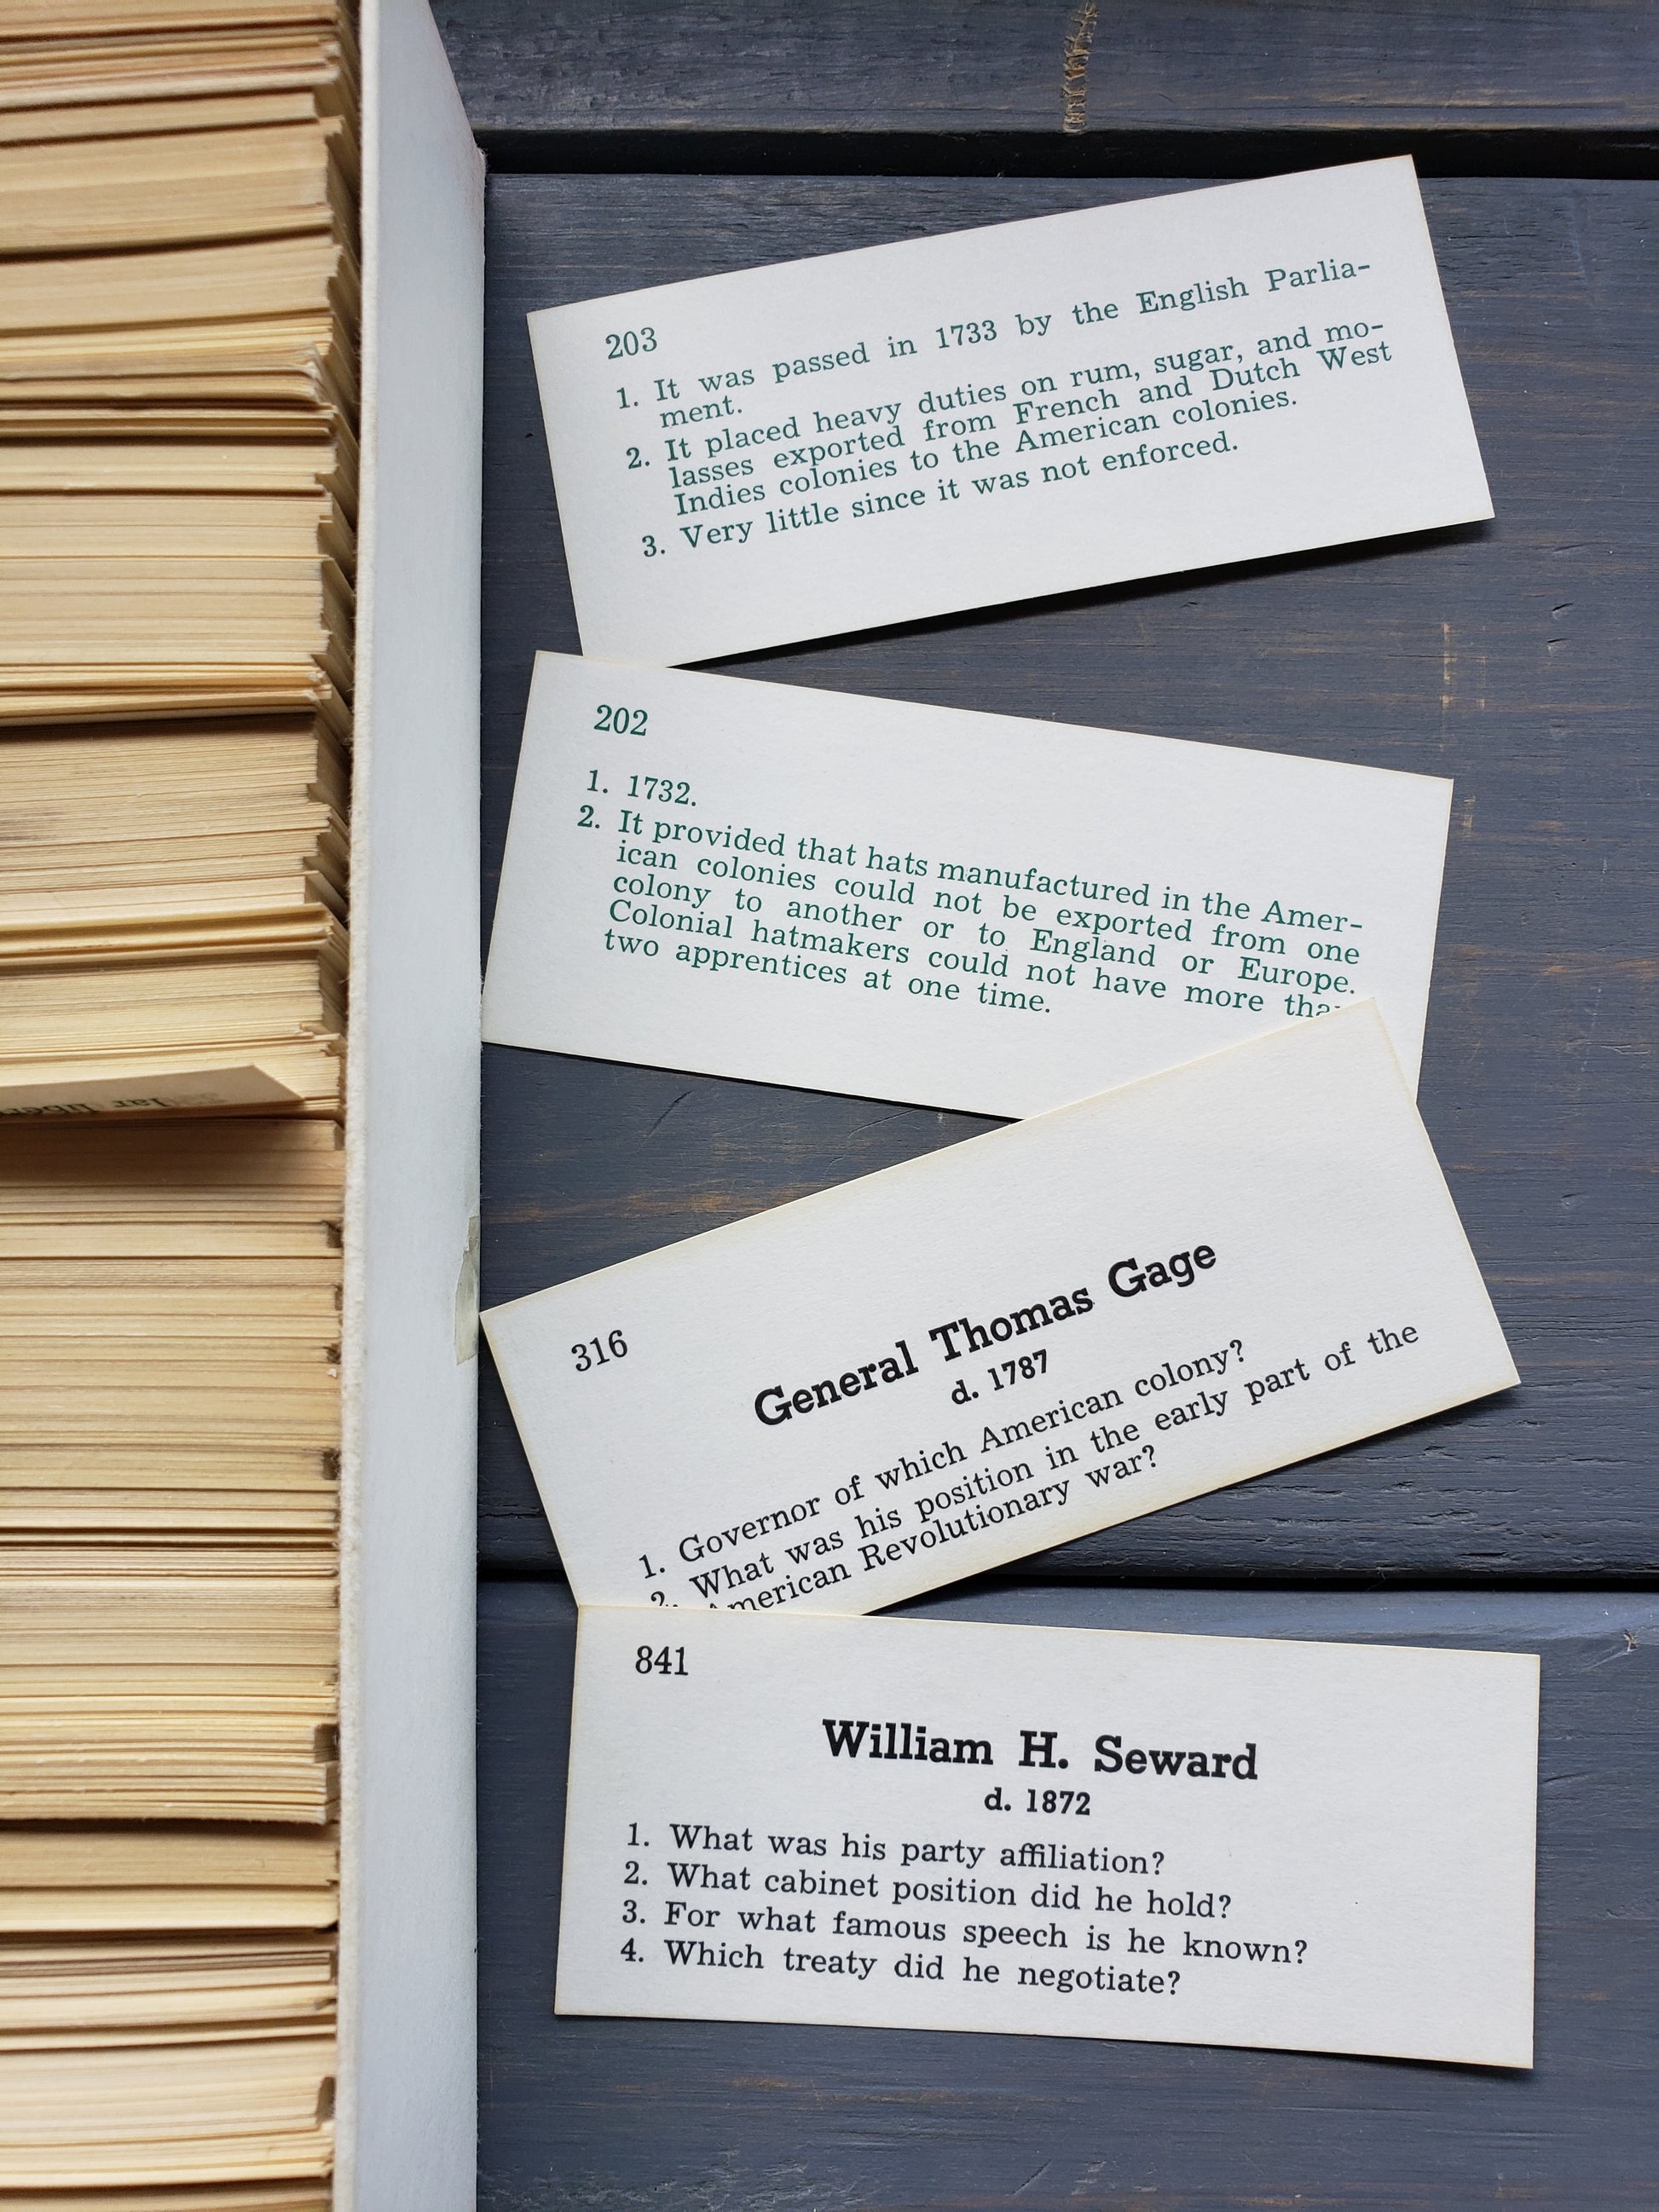 203
1. It was passed in 1733 by the English Parlia-
ment.
2. It placed heavy duties on rum, sugar, and mo-
lasses exported from French and Dutch West
Indies colonies to the American colonies.
3. Very little since it was not enforced.
202
1. 1732.
2. It provided that hats manufactured in the Amer-
ican colonies could not be exported from one
colony to another or to England or Europe.
Colonial hatmakers could not have more than
two apprentices at one time.
316
General Thomas Gage
d. 1787
1. Governor of which American colony?
2. What was his position in the early part of the
American Revolutionary war?
841
William H. Seward
d. 1872
1. What was his party affiliation?
2. What cabinet position did he hold?
3. For what famous speech is he known?
4. Which treaty did he negotiate?